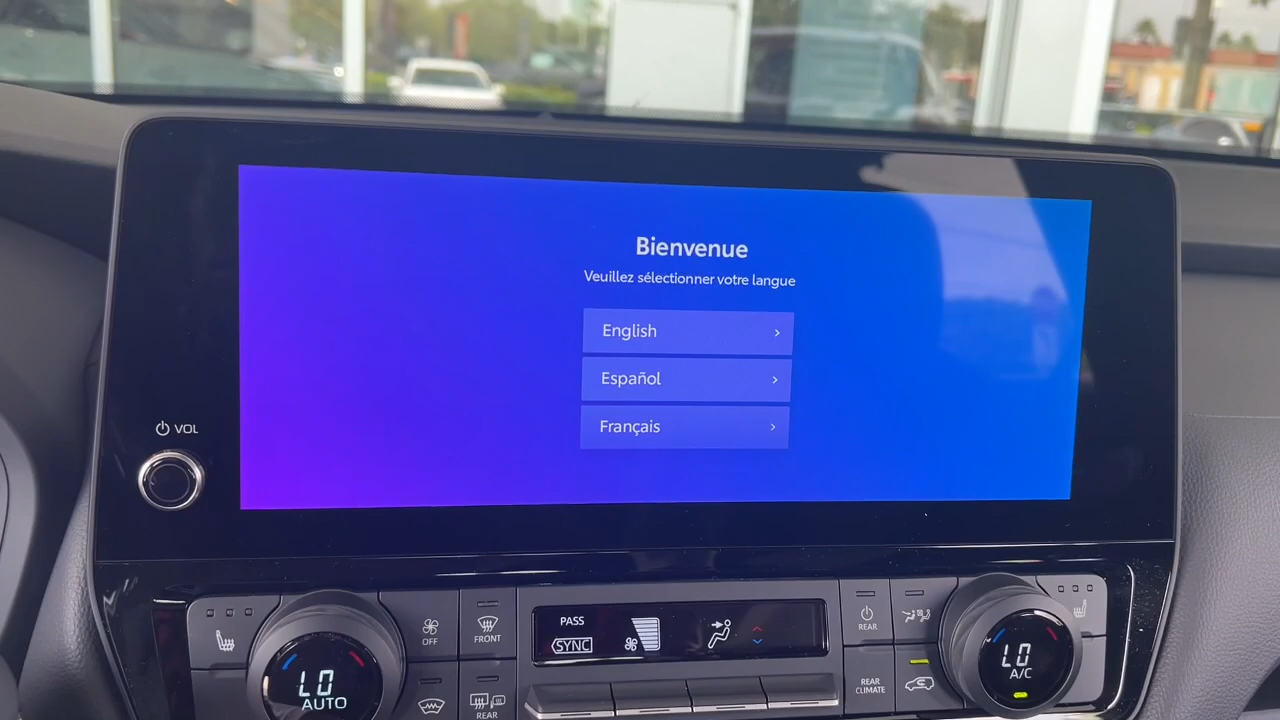 Bienvenue
Veuillez sélectionner votre langue
English
Español
Français
VOL
PASS
SYNC
OFF
FRONT
REAR
LO
AUTO
REAR
REAR
CLIMATE
LO
A/C